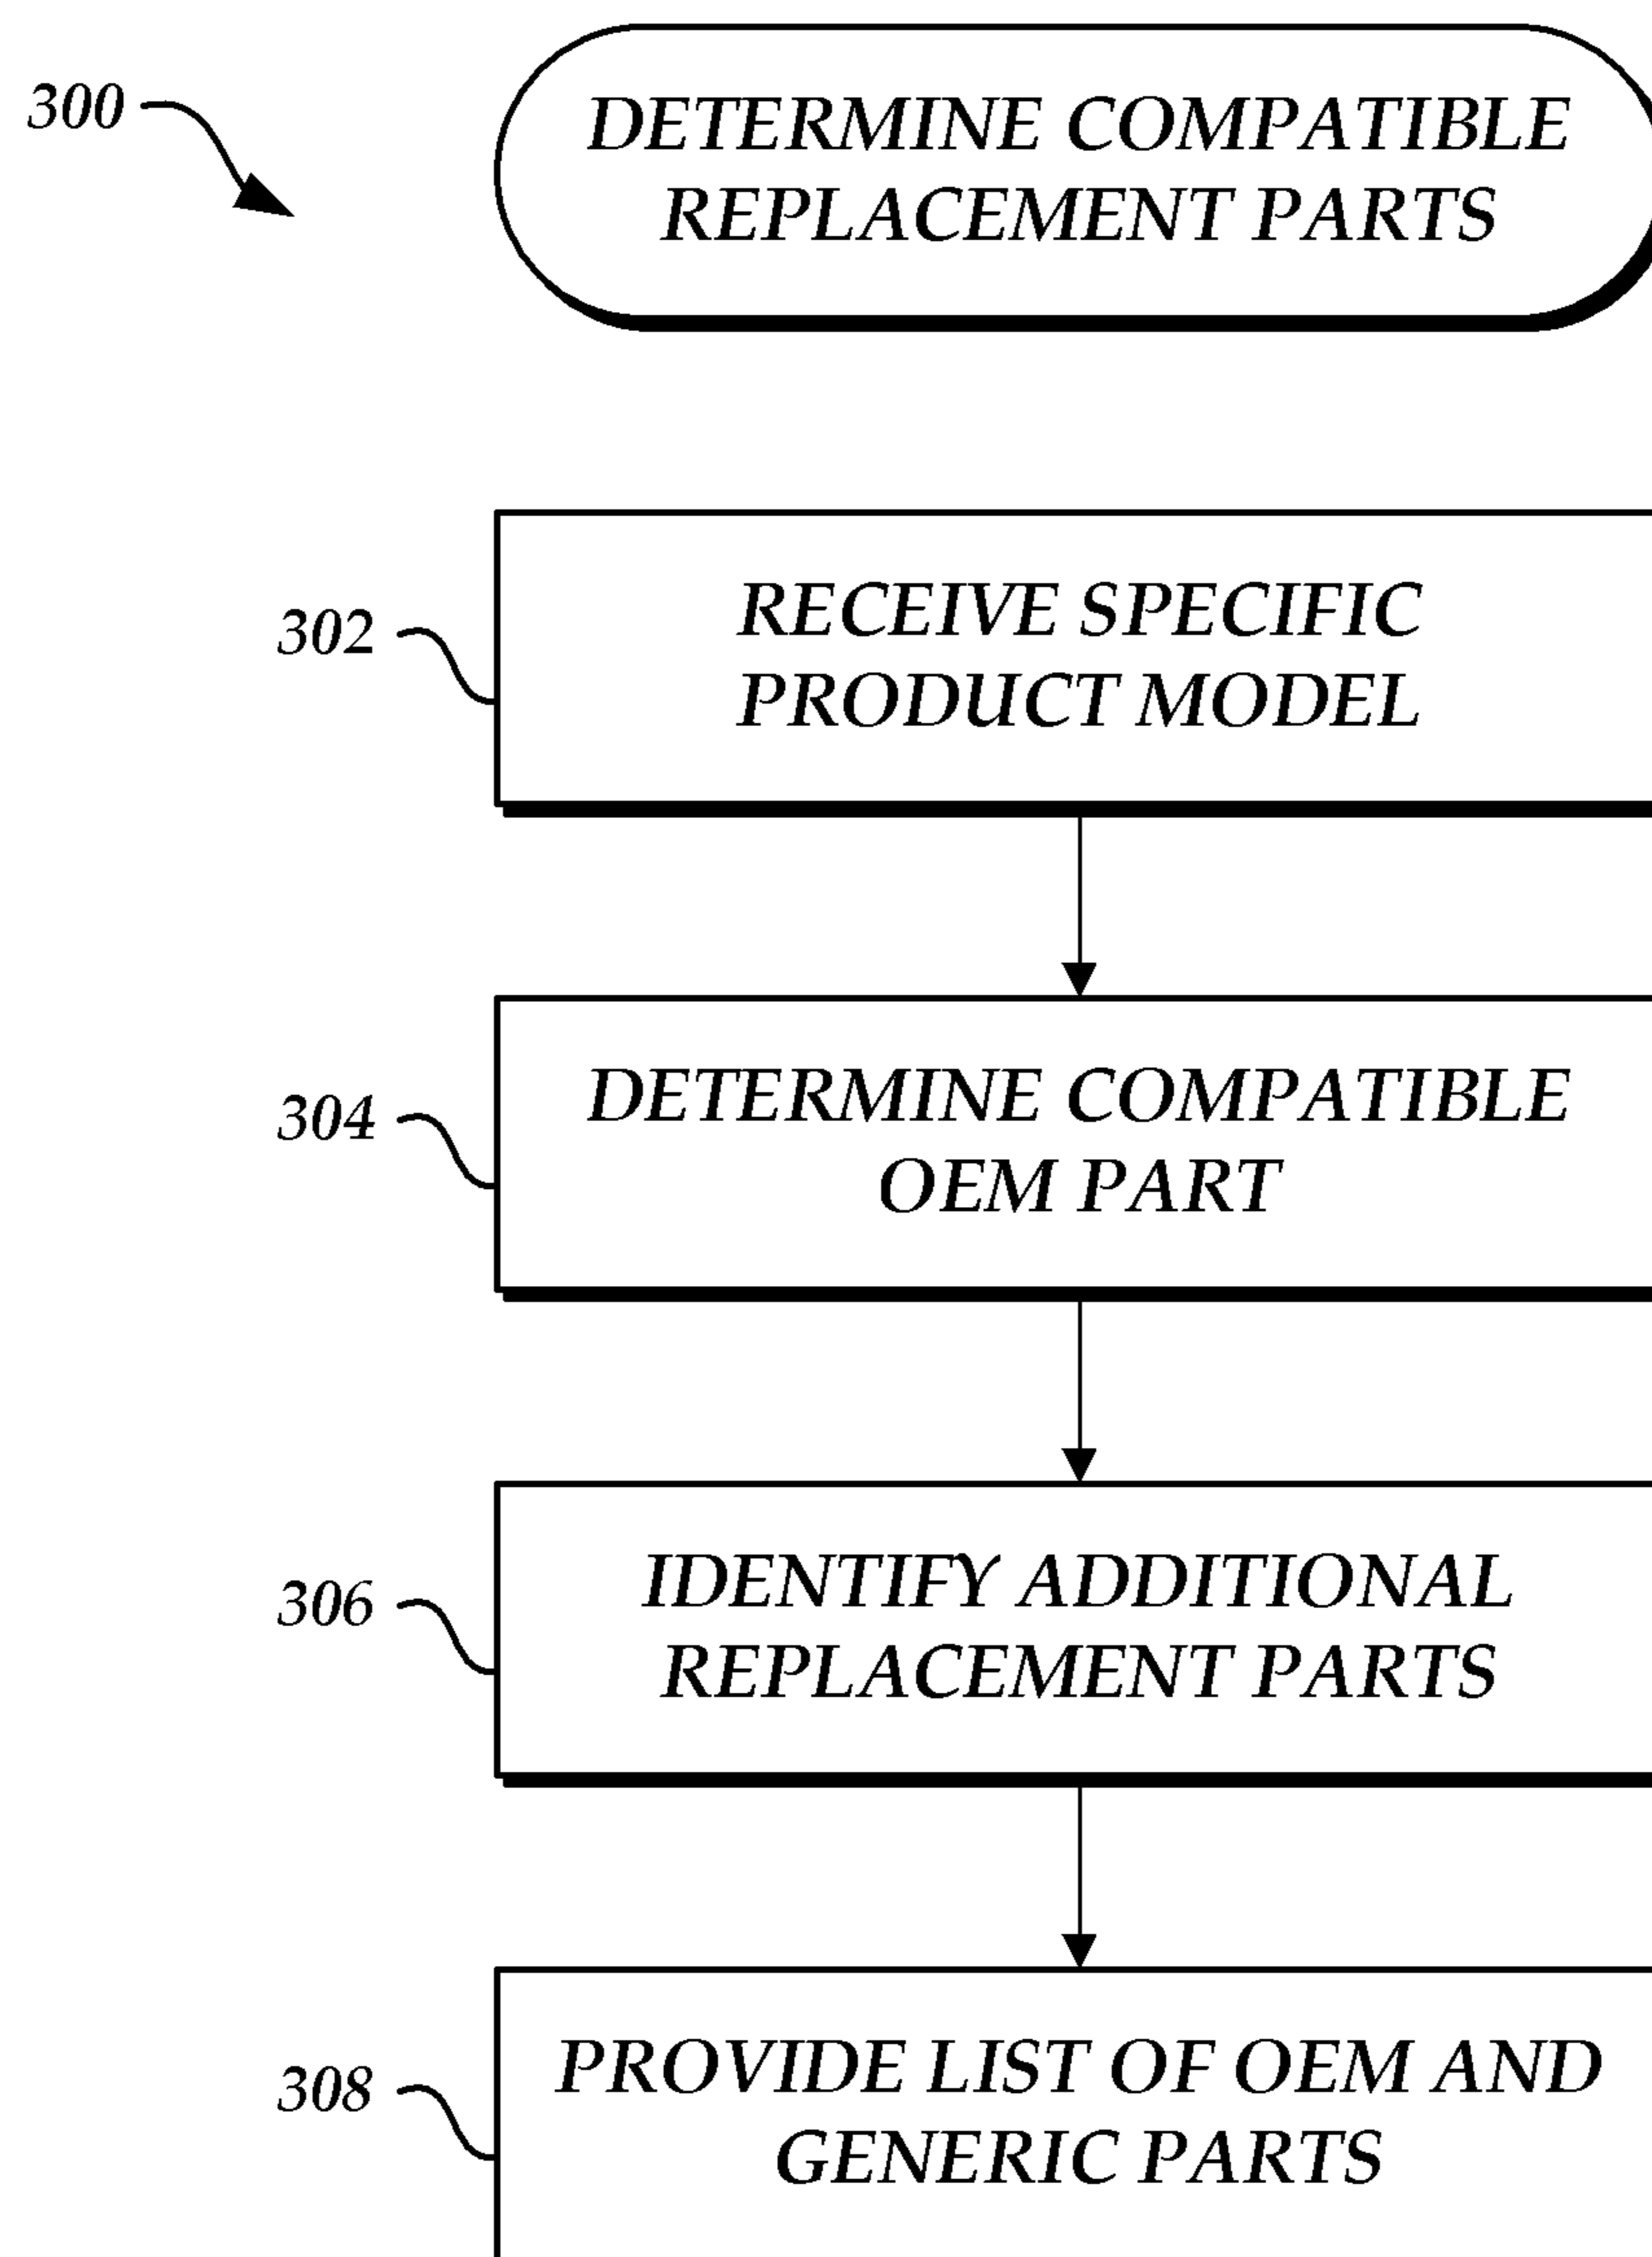 300
DETERMINE COMPATIBLE
REPLACEMENT PARTS
302
RECEIVE SPECIFIC
PRODUCT MODEL
304
DETERMINE COMPATIBLE
OEM PART
306
IDENTIFY ADDITIONAL
REPLACEMENT PARTS
308
PROVIDE LIST OF OEM AND
GENERIC PARTS